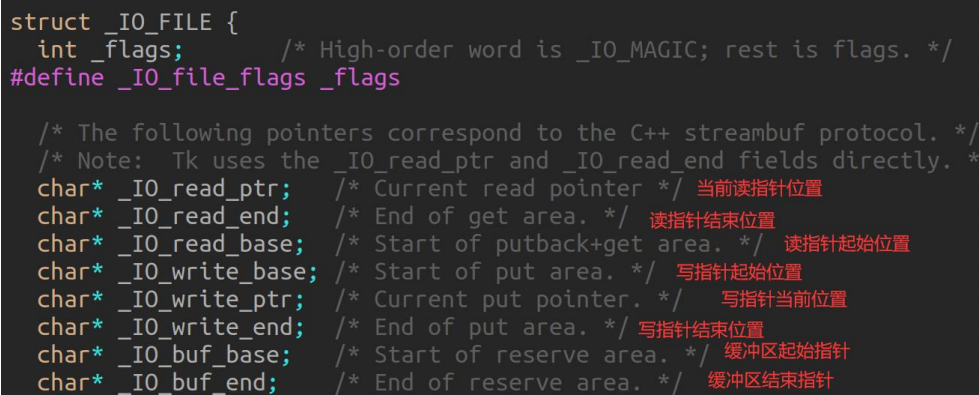 struct _IO_FILE {
int _flags; /* High-order word is _IO_MAGIC; rest is flags. */
#define _IO_file_flags _flags
/* The following pointers correspond to the C++ streambuf protocol. */
/* Note: Tk uses the _IO_read_ptr and _IO_read_end fields directly. *
char* _IO_read_ptr; /* Current read pointer */ 当前读指针位置
char* _IO_read_end; /* End of get area. */ 读指针结束位置
char* _IO_read_base; /* Start of putback+get area. */ 读指针起始位置
char* _IO_write_base; /* Start of put area. */ 写指针起始位置
char* _IO_write_ptr; /* Current put pointer. */ 写指针当前位置
char* _IO_write_end; /* End of put area. */ 写指针结束位置
char* _IO_buf_base; /* Start of reserve area. */ 缓冲区起始指针
char* _IO_buf_end; /* End of reserve area. */ 缓冲区结束指针